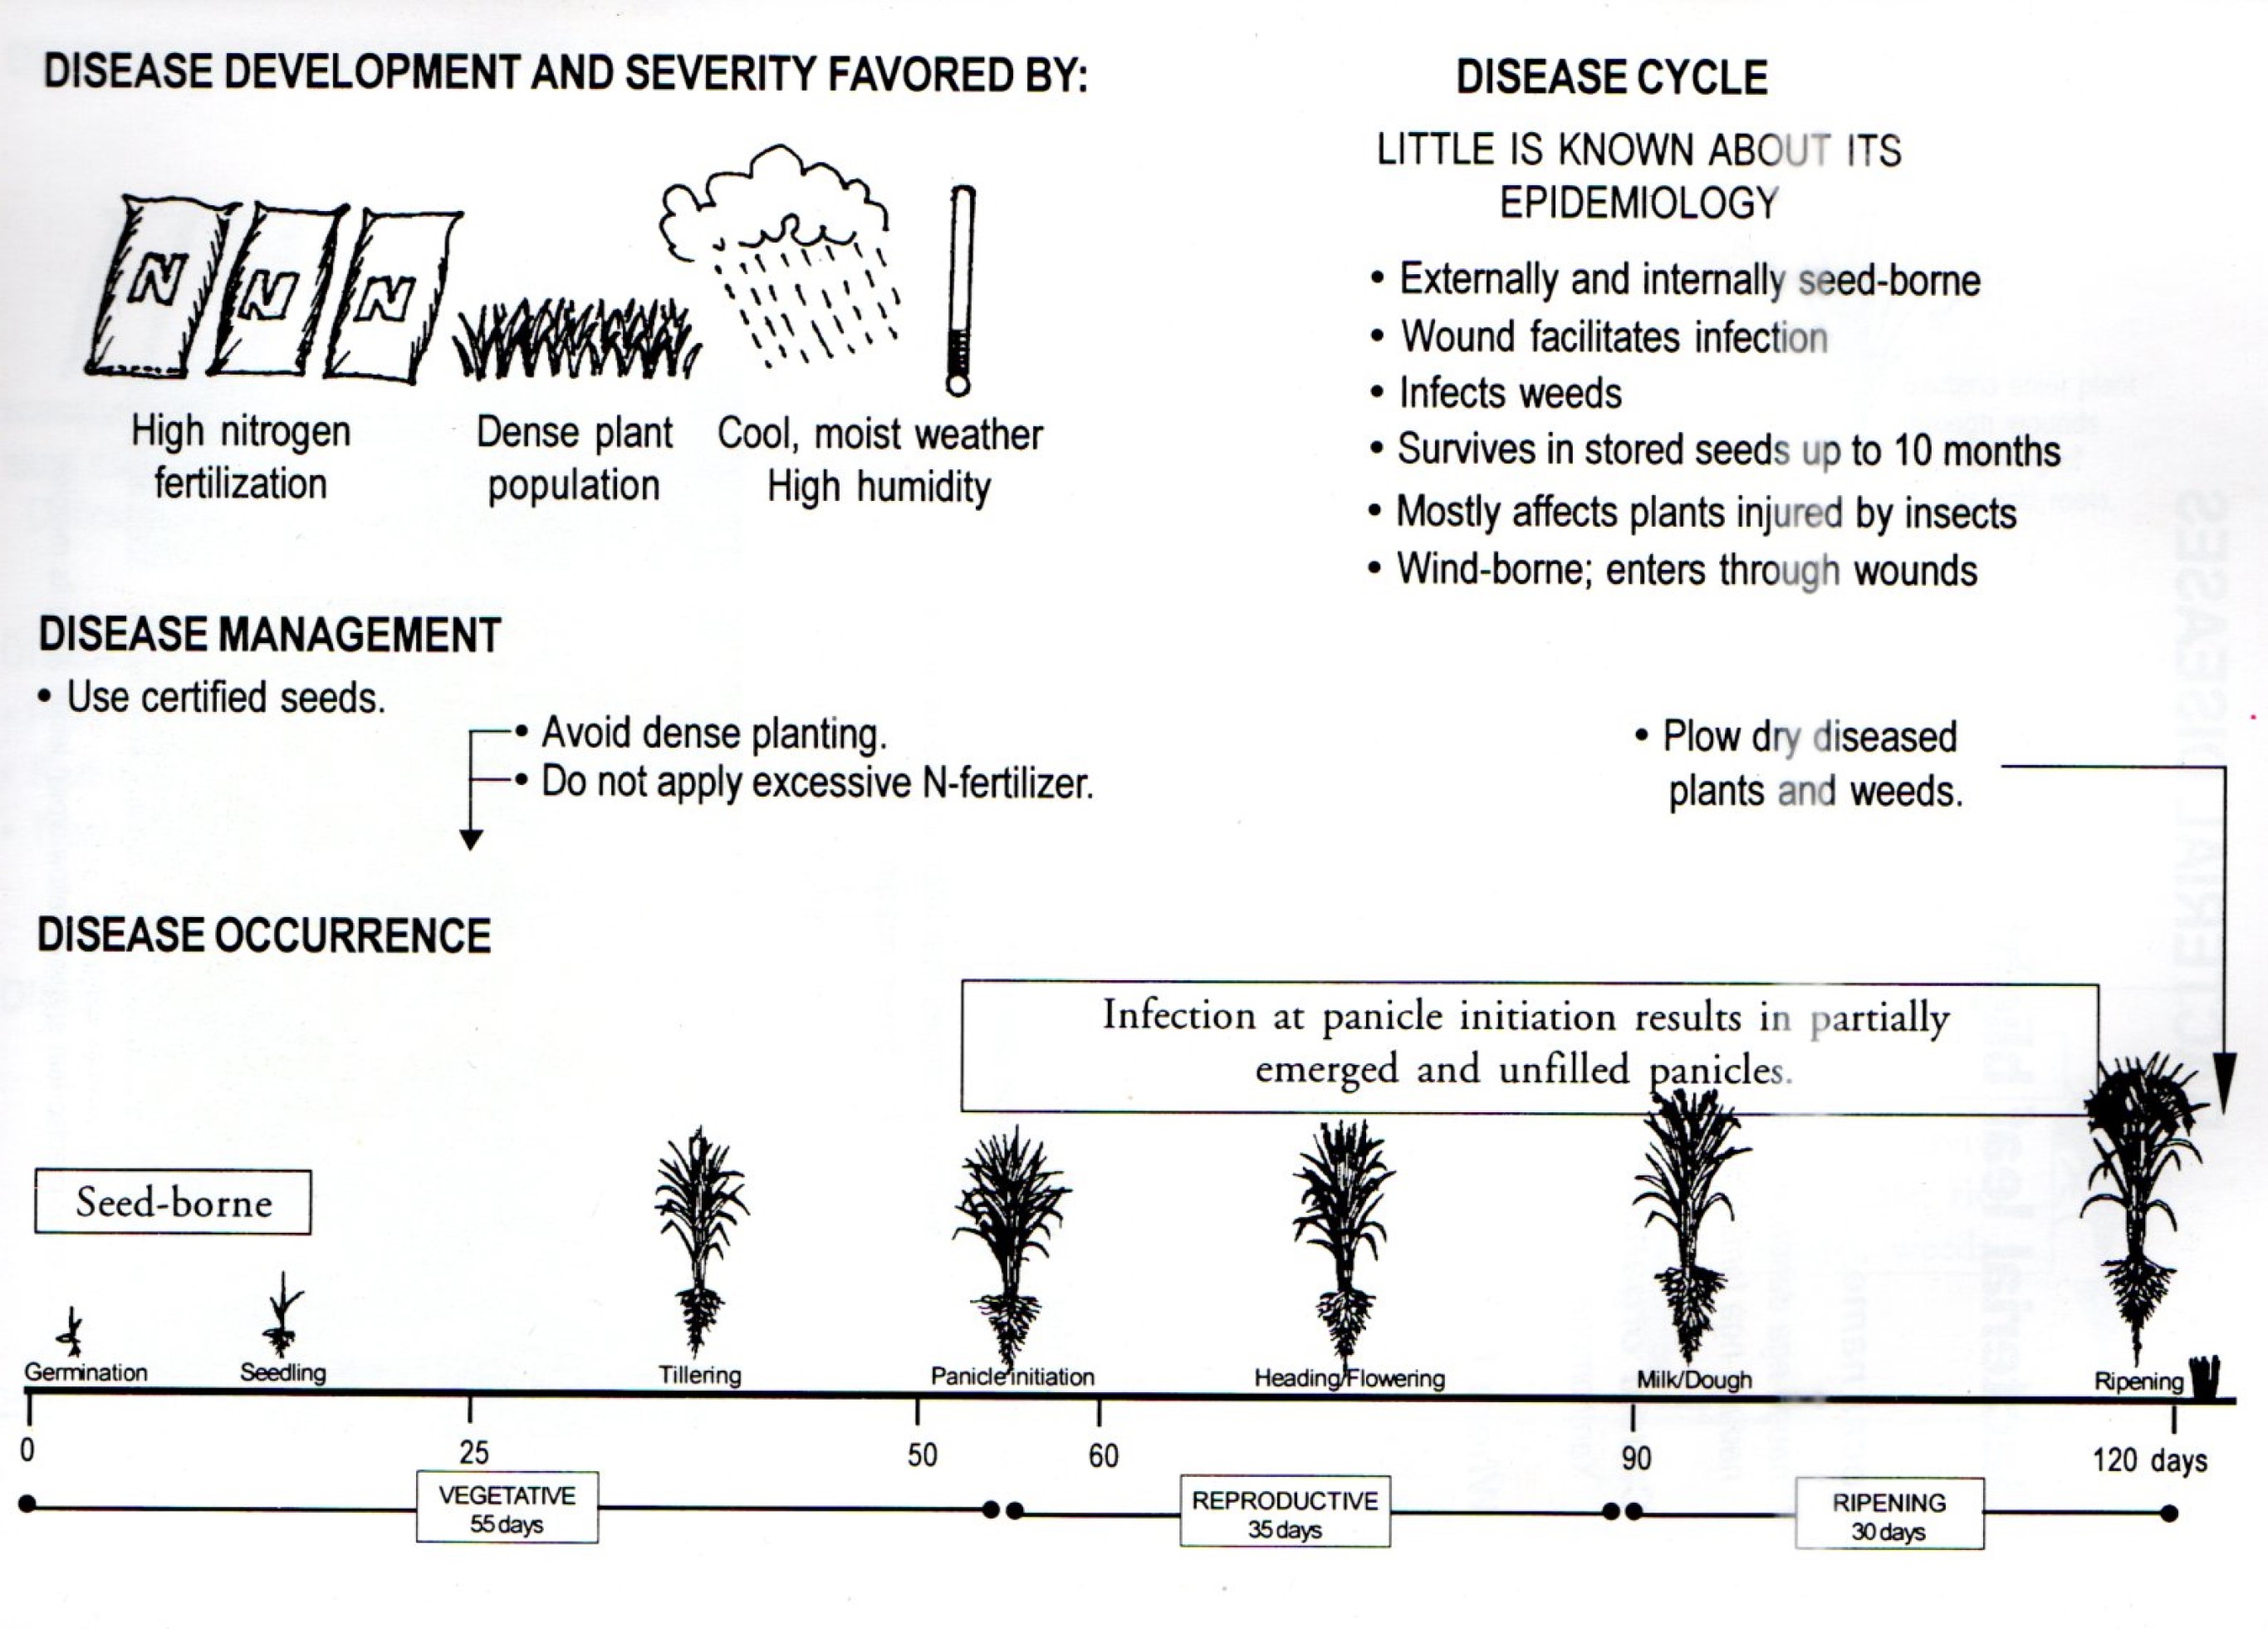 DISEASE DEVELOPMENT AND SEVERITY FAVORED BY:
N
N
N
High nitrogen
fertilization
Dense plant
population
Cool, moist weather
High humidity
DISEASE CYCLE
LITTLE IS KNOWN ABOUT ITS
EPIDEMIOLOGY
• Externally and internally seed-borne
• Wound facilitates infection
• Infects weeds
• Survives in stored seeds up to 10 months
• Mostly affects plants injured by insects
• Wind-borne; enters through wounds
DISEASE MANAGEMENT
• Use certified seeds.
• Avoid dense planting.
• Do not apply excessive N-fertilizer.
• Plow dry diseased
plants and weeds.
DISEASE OCCURRENCE
Infection at panicle initiation results in partially
emerged and unfilled panicles.
Seed-borne
Germination
Seedling
Tillering
Panicle initiation
Heading/Flowering
Milk/Dough
Ripening
0
25
50
60
90
120 days
VEGETATIVE
55 days
REPRODUCTIVE
35 days
RIPENING
30 days